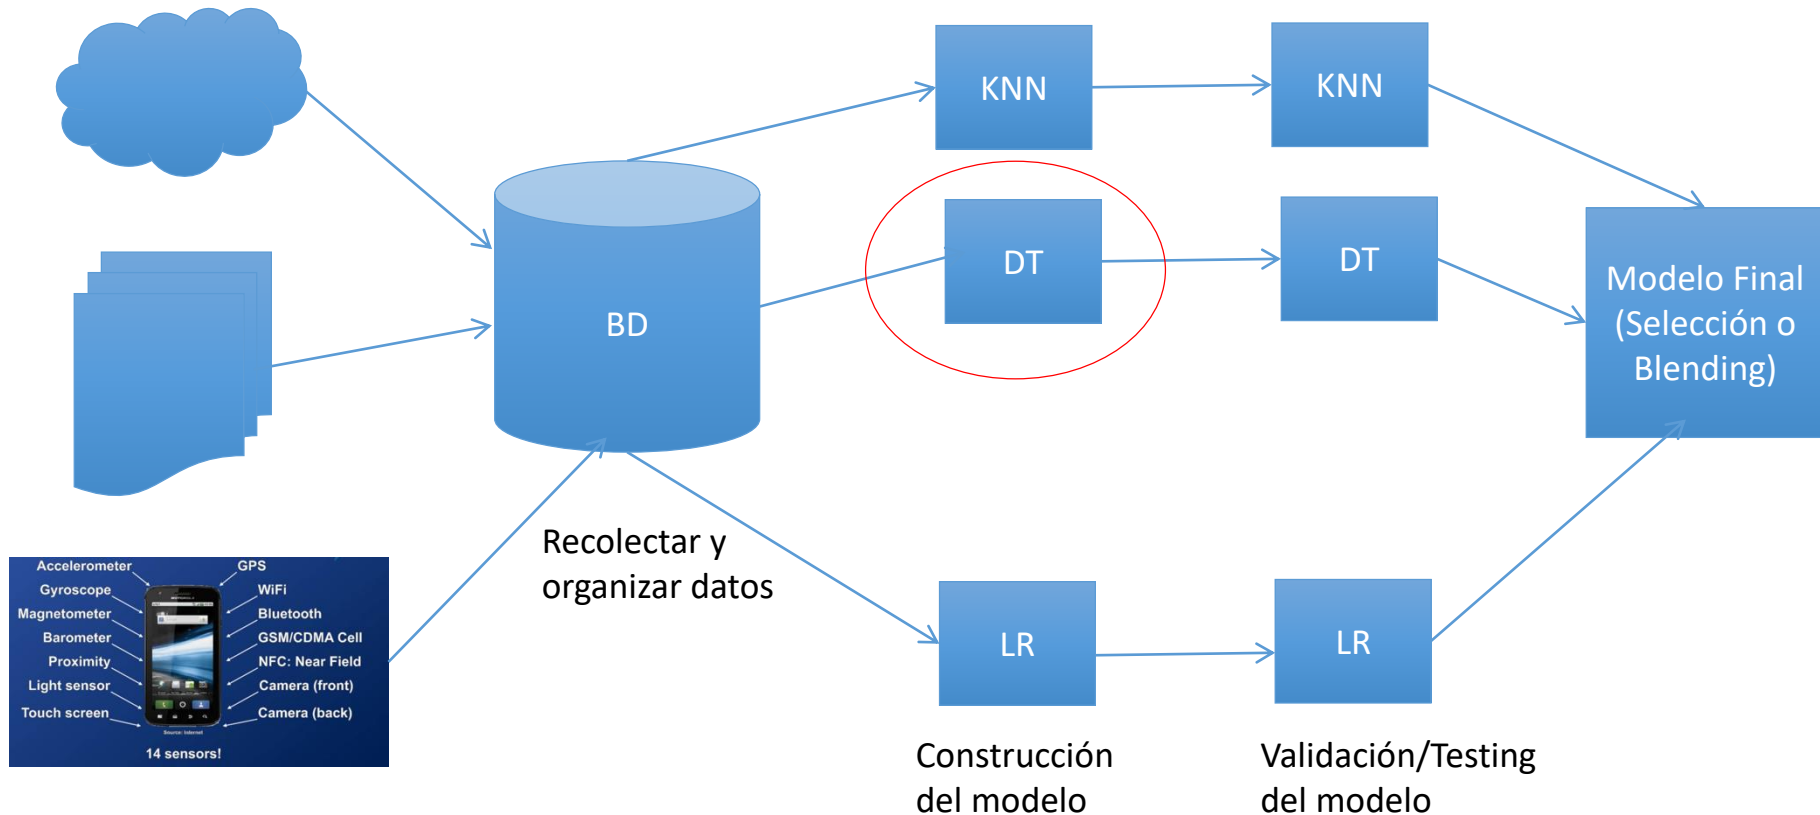 KNN
KNN
DT
DT
BD
Modelo Final
(Selección o
Blending)
Recolectar y
organizar datos
LR
LR
Construcción
del modelo
Validación/Testing
del modelo
Accelerometer
Gyroscope
Magnetometer
Barometer
Proximity
Light sensor
Touch screen
GPS
WiFi
Bluetooth
GSM/CDMA Cell
NFC: Near Field
Camera (front)
Camera (back)
Source: Internet
14 sensors!